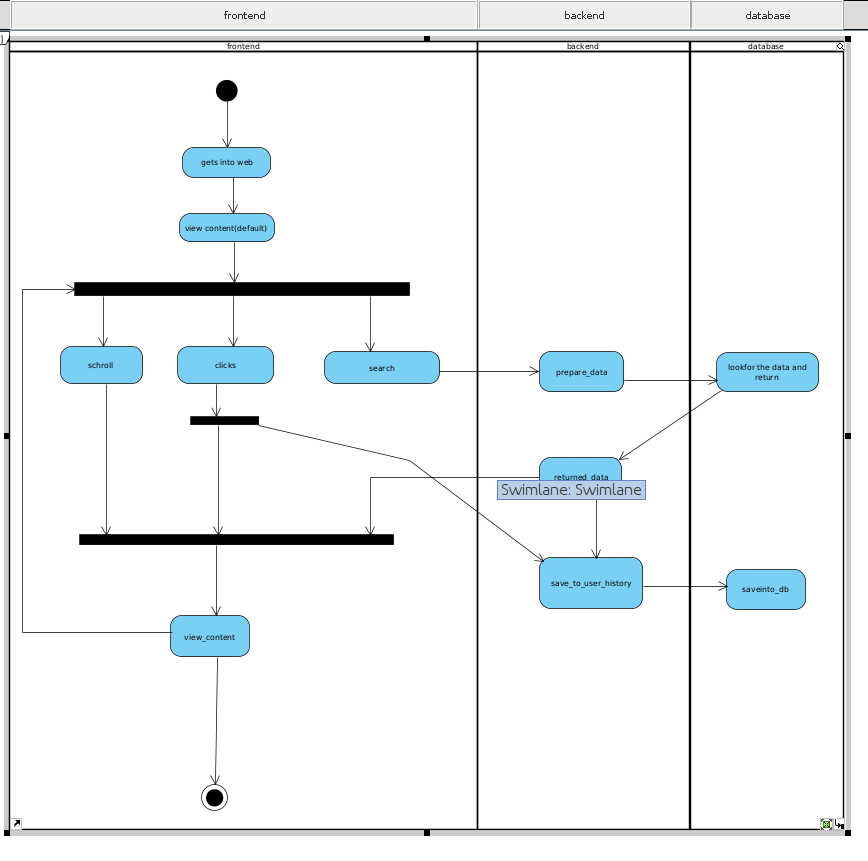 frontend
backend
database
frontend
backend
database
gets into web
view content(default)
schroll
clicks
search
prepare_data
lookfor the data and
return
returned_data
Swimlane: Swimlane
save_to_user_history
saveinto_db
view_content